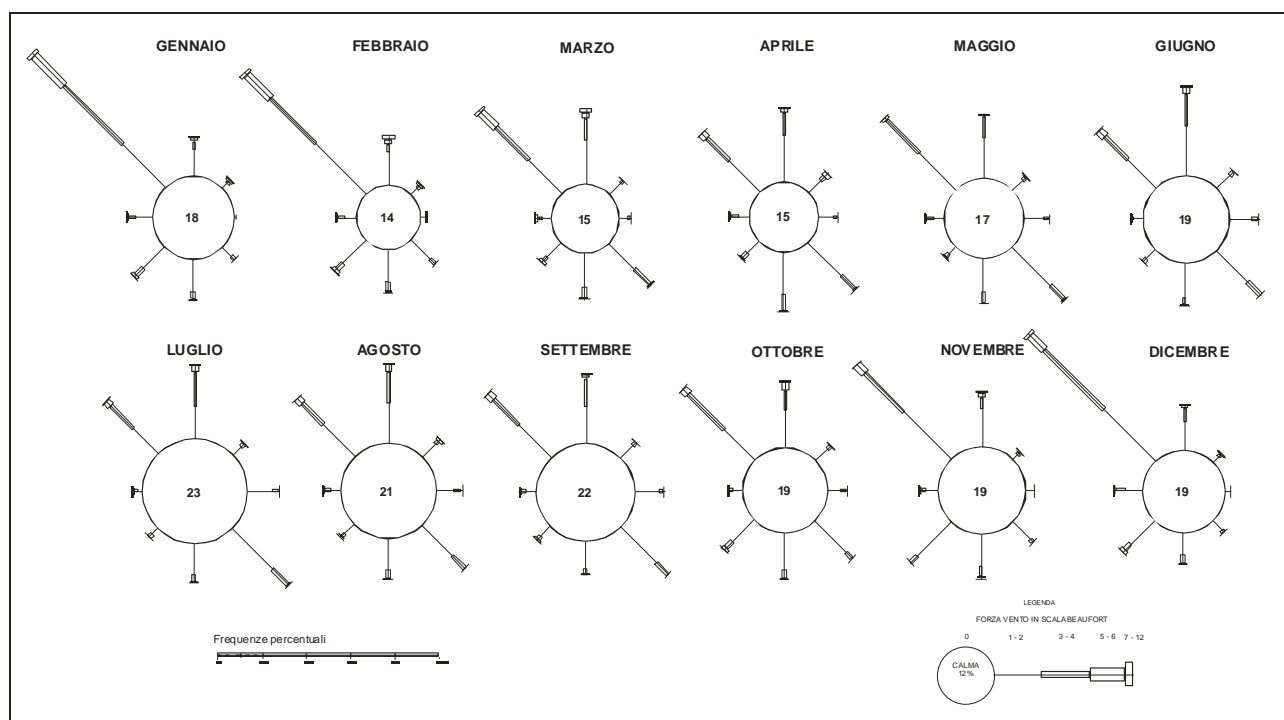 GENNAIO FEBBRAIO MARZO APRILE MAGGIO GIUGNO
18 14 15 15 17 19
LUGLIO AGOSTO SETTEMBRE OTTOBRE NOVEMBRE DICEMBRE
23 21 22 19 19 19
LEGENDA
Frequenze percentuali
FORZA VENTO IN SCALA BEAUFORT
0 1 - 2 3 - 4 5 - 6 7 - 12
CALMA
12%